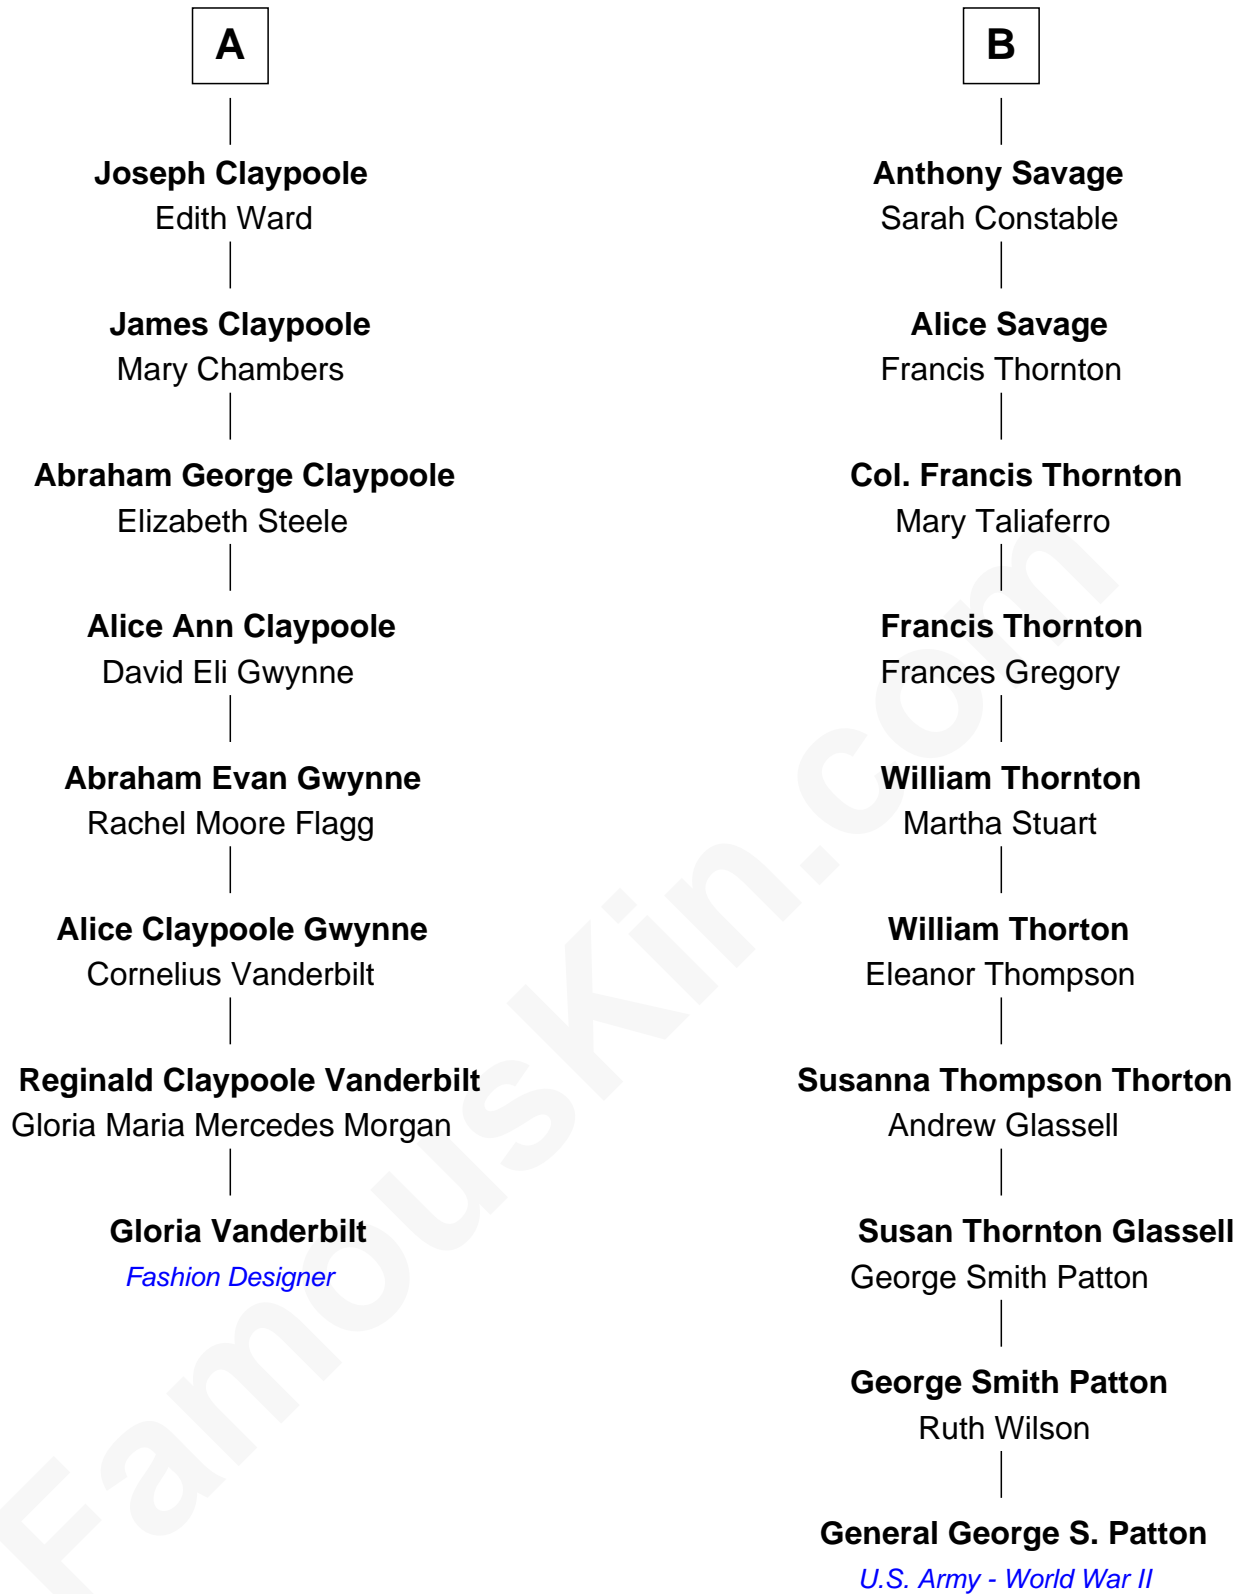 A
Joseph Claypoole
Edith Ward
James Claypoole
Mary Chambers
Abraham George Claypoole
Elizabeth Steele
Alice Ann Claypoole
David Eli Gwynne
Abraham Evan Gwynne
Rachel Moore Flagg
Alice Claypoole Gwynne
Cornelius Vanderbilt
Reginald Claypoole Vanderbilt
Gloria Maria Mercedes Morgan
Gloria Vanderbilt
Fashion Designer
B
Anthony Savage
Sarah Constable
Alice Savage
Francis Thornton
Col. Francis Thornton
Mary Taliaferro
Francis Thornton
Frances Gregory
William Thornton
Martha Stuart
William Thorton
Eleanor Thompson
Susanna Thompson Thorton
Andrew Glassell
Susan Thornton Glassell
George Smith Patton
George Smith Patton
Ruth Wilson
General George S. Patton
U.S. Army - World War II
FamousKin.com